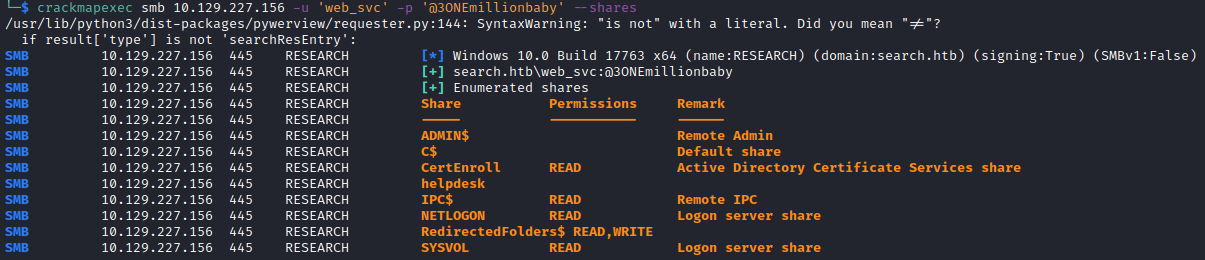 └─$ crackmapexec smb 10.129.227.156 -u 'web_svc' -p '@3ONEmillionbaby' --shares
/usr/lib/python3/dist-packages/pywerview/requester.py:144: SyntaxWarning: "is not" with a literal. Did you mean "≠"?
  if result['type'] is not 'searchResEntry':
SMB         10.129.227.156  445    RESEARCH         [*] Windows 10.0 Build 17763 x64 (name:RESEARCH) (domain:search.htb) (signing:True) (SMBv1:False)
SMB         10.129.227.156  445    RESEARCH         [+] search.htb\web_svc:@3ONEmillionbaby
SMB         10.129.227.156  445    RESEARCH         [+] Enumerated shares
SMB         10.129.227.156  445    RESEARCH         Share           Permissions     Remark
SMB         10.129.227.156  445    RESEARCH         -----           -----------     ------
SMB         10.129.227.156  445    RESEARCH         ADMIN$                          Remote Admin
SMB         10.129.227.156  445    RESEARCH         C$                              Default share
SMB         10.129.227.156  445    RESEARCH         CertEnroll      READ            Active Directory Certificate Services share
SMB         10.129.227.156  445    RESEARCH         helpdesk
SMB         10.129.227.156  445    RESEARCH         IPC$            READ            Remote IPC
SMB         10.129.227.156  445    RESEARCH         NETLOGON        READ            Logon server share
SMB         10.129.227.156  445    RESEARCH         RedirectedFolders$ READ,WRITE
SMB         10.129.227.156  445    RESEARCH         SYSVOL          READ            Logon server share